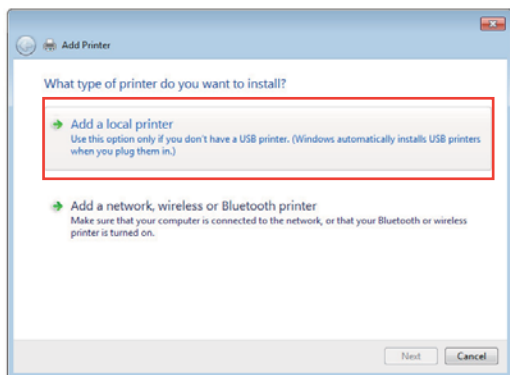 Add Printer
What type of printer do you want to install?
Add a local printer
Use this option only if you don't have a USB printer. (Windows automatically installs USB printers
when you plug them in.)
Add a network, wireless or Bluetooth printer
Make sure that your computer is connected to the network, or that your Bluetooth or wireless
printer is turned on.
Next Cancel